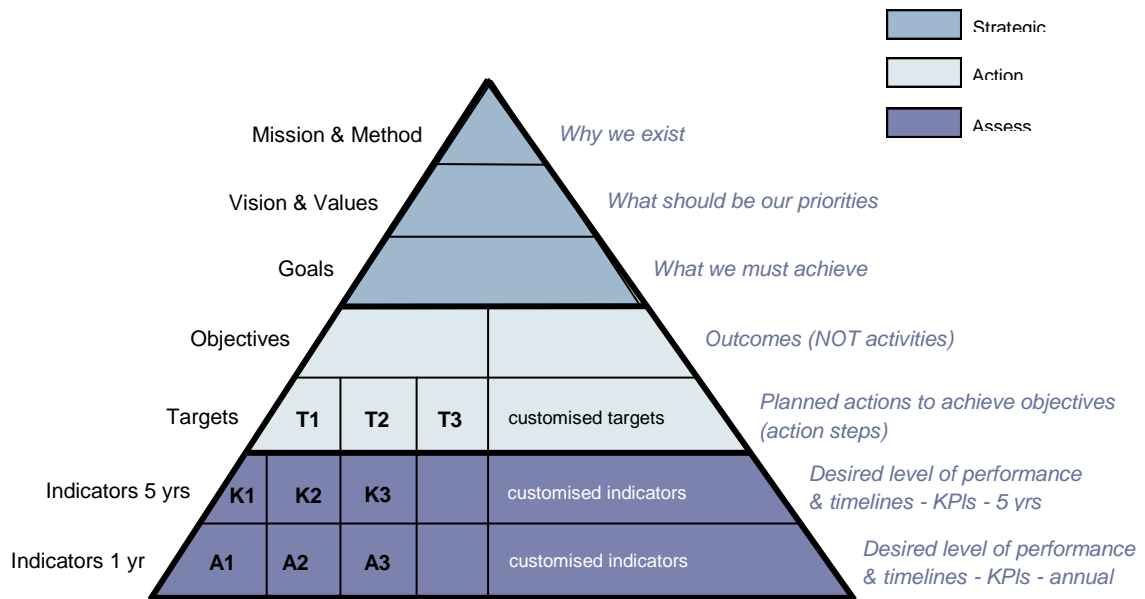 Strategic
Action
Assess
Mission & Method
Why we exist
Vision & Values
What should be our priorities
Goals
What we must achieve
Objectives
Outcomes (NOT activities)
Targets
T1
T2
T3
customised targets
Planned actions to achieve objectives
(action steps)
Indicators 5 yrs
K1
K2
K3
customised indicators
Desired level of performance
& timelines - KPIs - 5 yrs
Indicators 1 yr
A1
A2
A3
customised indicators
Desired level of performance
& timelines - KPIs - annual